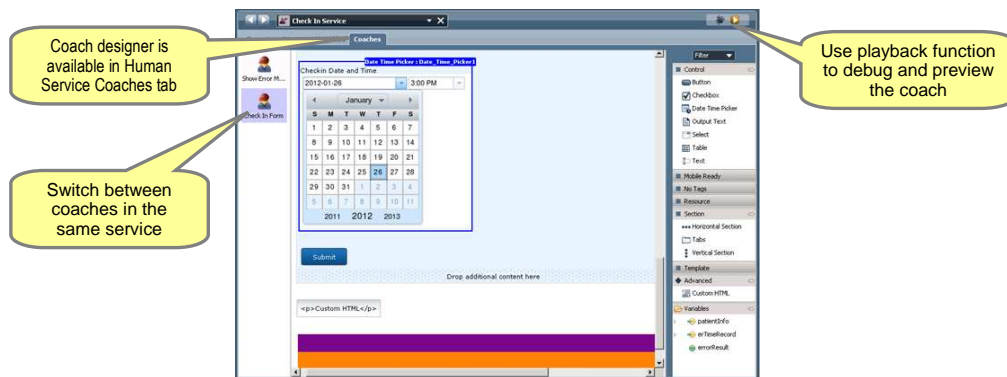 Coach designer is
available in Human
Service Coaches tab
Switch between
coaches in the
same service
Use playback function
to debug and preview
the coach
Check In Service
Coaches
Show Error M...
Check In Form
Date Time Picker : Date_Time_Picker1
Checkin Date and Time
2012-01-26 3:00 PM
January
S M T W T F S
1 2 3 4 5 6 7
8 9 10 11 12 13 14
15 16 17 18 19 20 21
22 23 24 25 26 27 28
29 30 31 1 2 3 4
5 6 7 8 9 10 11
2011 2012 2013
Submit
Drop additional content here
<p>Custom HTML</p>
Filter
Control
Button
Checkbox
Date Time Picker
Output Text
Select
Table
Text
Mobile Ready
No Tags
Resource
Section
Horizontal Section
Tabs
Vertical Section
Template
Advanced
Custom HTML
Variables
patientInfo
erTimeRecord
errorResult